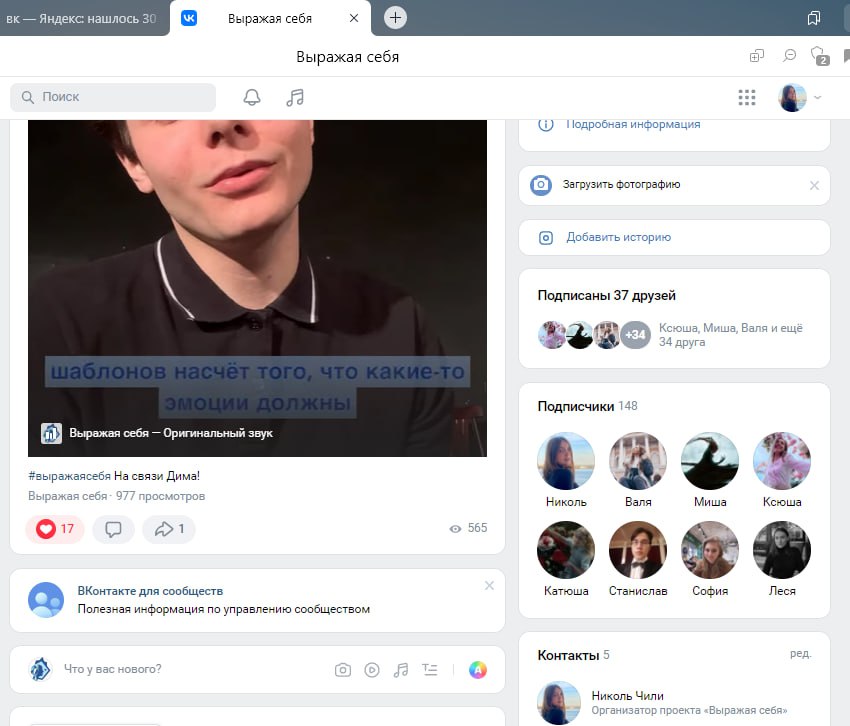 вк — Яндекс: нашлось 30
Выражая себя
Выражая себя
2
Поиск
Подробная информация
Загрузить фотографию
Добавить историю
Подписаны 37 друзей
+34
Ксюша, Миша, Валя и ещё
34 друга
шаблонов насчёт того, что какие-то
эмоции должны
Выражая себя — Оригинальный звук
#выражаясебя На связи Дима!
Выражая себя · 977 просмотров
17
1
565
Подписчики 148
Николь
Валя
Миша
Ксюша
Катюша
Станислав
София
Леся
ВКонтакте для сообществ
Полезная информация по управлению сообществом
Что у вас нового?
Контакты 5
ред.
Николь Чили
Организатор проекта «Выражая себя»